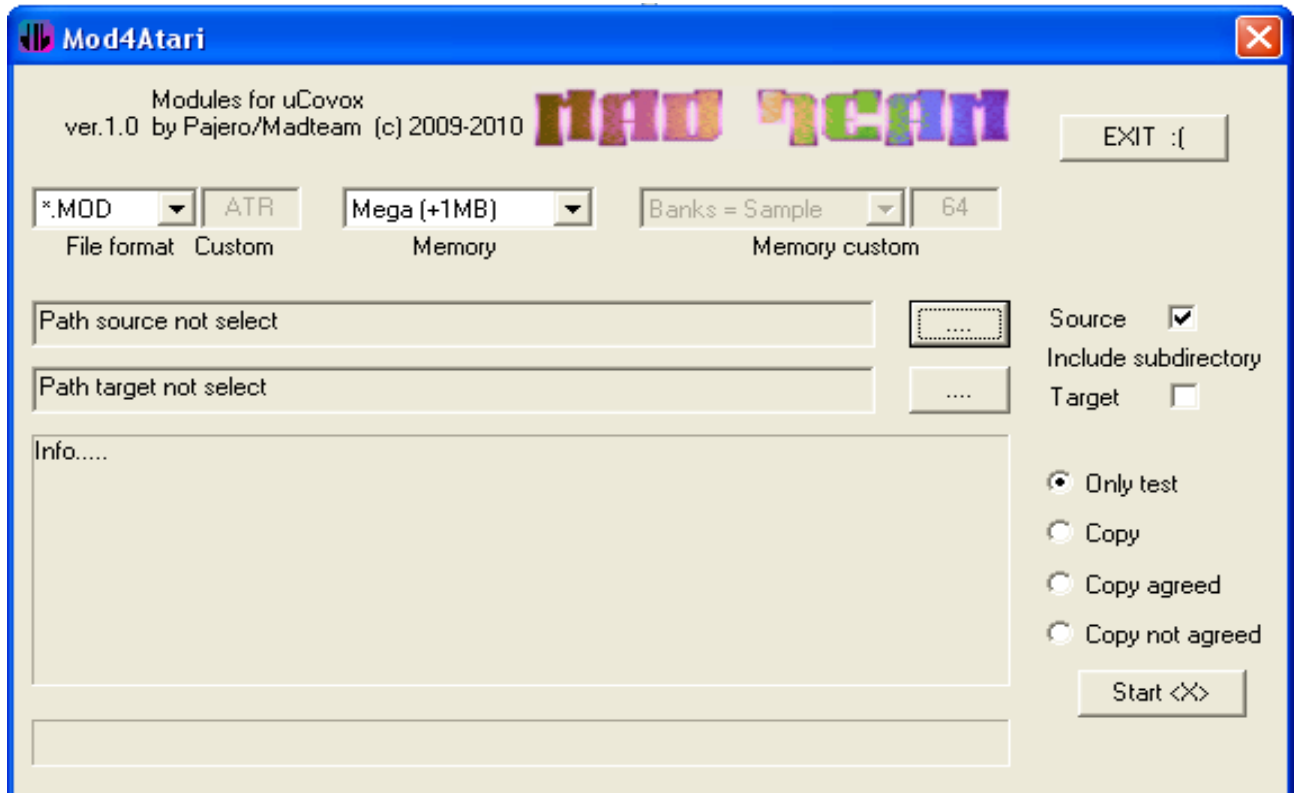 Mod4Atari
Modules for uCovox
ver.1.0 by Pajero/Madteam (c) 2009-2010
MAD TEAM
EXIT :(
*.MOD
ATR
Mega (+1MB)
Banks = Sample
64
File format
Custom
Memory
Memory custom
Path source not select
....
Source
Include subdirectory
Path target not select
....
Target
Info.....
Only test
Copy
Copy agreed
Copy not agreed
Start <X>